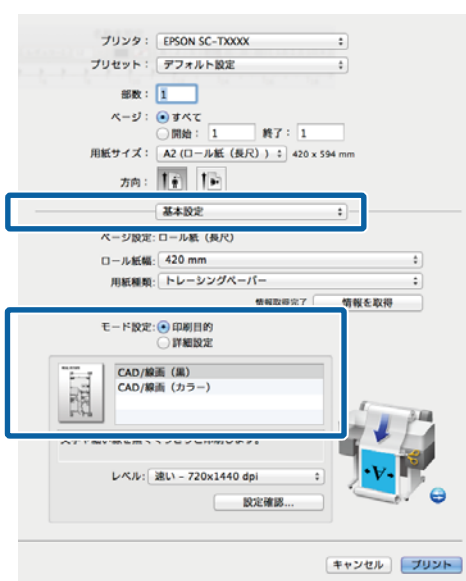 プリンタ： EPSON SC-TXXXX
プリセット： デフォルト設定
部数： 1
ページ： すべて
開始： 1 終了： 1
用紙サイズ： A2 (ロール紙（長尺）) 420 x 594 mm
方向：
基本設定
ページ設定: ロール紙（長尺）
ロール紙幅: 420 mm
用紙種類: トレーシングペーパー
情報取得完了 情報を取得
モード設定: 印刷目的
詳細設定
CAD/線画（黒）
CAD/線画（カラー）
レベル: 速い – 720x1440 dpi
設定確認...
キャンセル プリント